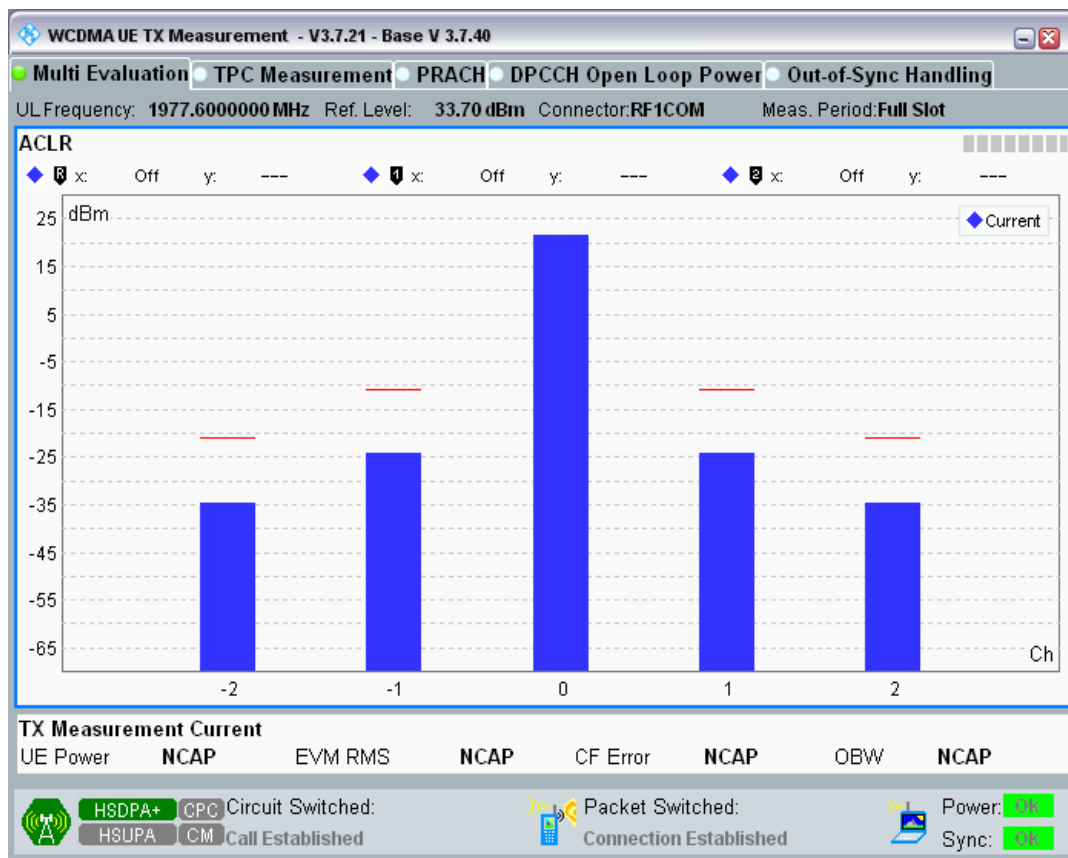 WCDMA UE TX Measurement - V3.7.21 - Base V 3.7.40
Multi Evaluation TPC Measurement PRACH DPCCH Open Loop Power Out-of-Sync Handling
UL Frequency: 1977.6000000 MHz Ref. Level: 33.70 dBm Connector:RF1COM Meas. Period:Full Slot
ACLR
R x: Off y: --- 1 x: Off y: --- 2 x: Off y: ---
dBm
Current
25
15
5
-5
-15
-25
-35
-45
-55
-65
Ch
-2 -1 0 1 2
TX Measurement Current
UE Power NCAP EVM RMS NCAP CF Error NCAP OBW NCAP
HSDPA+ CPC Circuit Switched: Packet Switched: Power: OK
HSUPA CM Call Established Connection Established Sync: OK